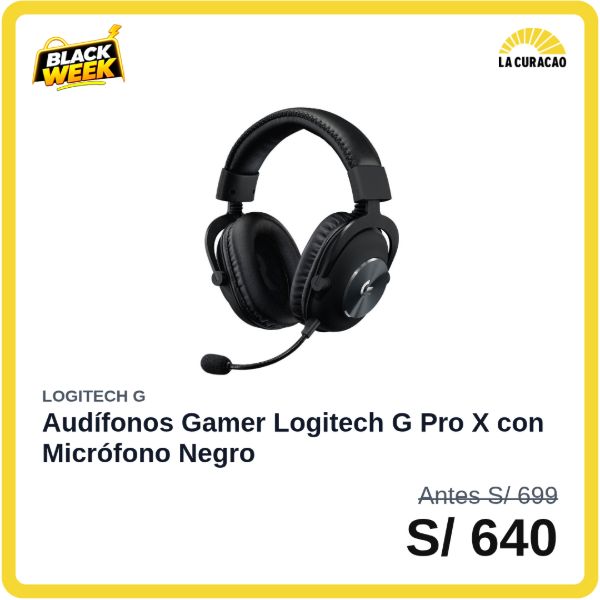 BLACK
WEEK
LA CURACAO
LOGITECH G
Audífonos Gamer Logitech G Pro X con
Micrófono Negro
Antes S/ 699
S/ 640